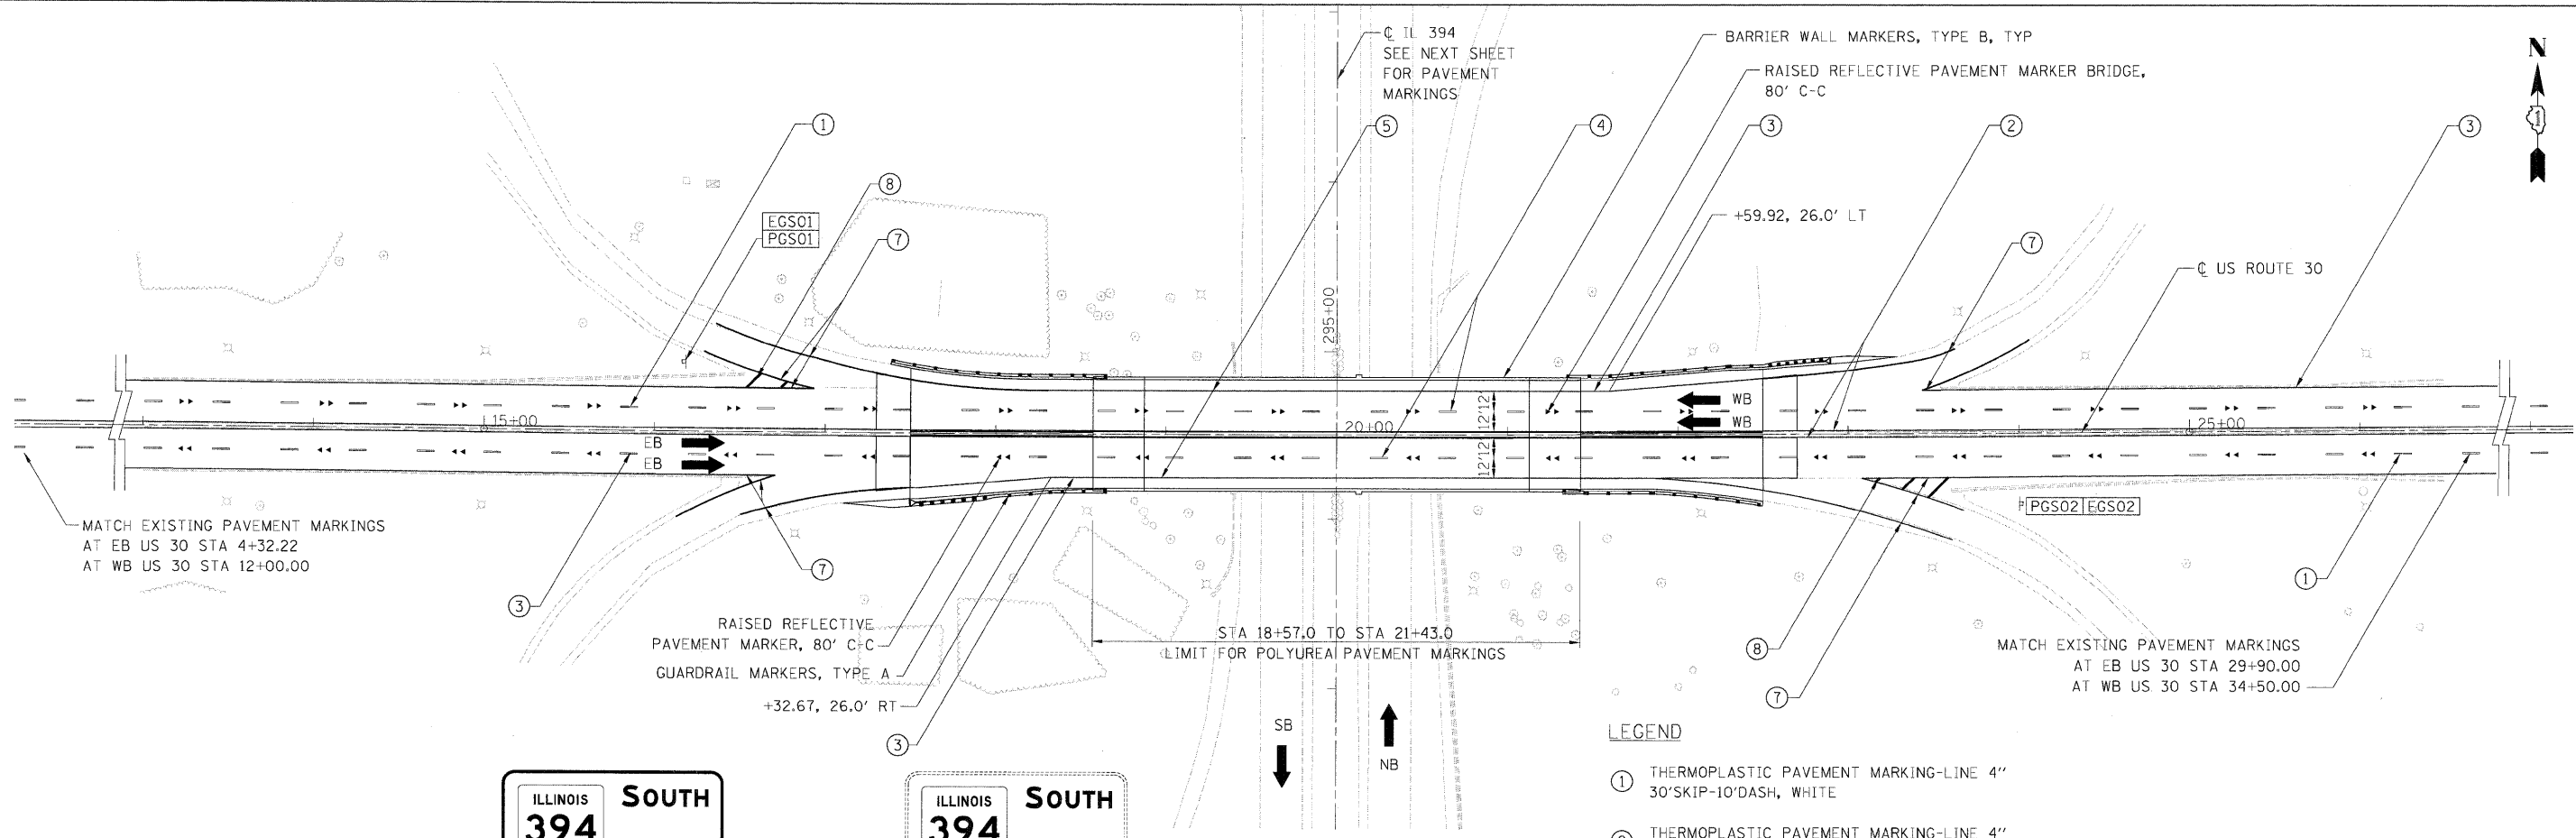 ℄ IL 394
SEE NEXT SHEET
FOR PAVEMENT
MARKINGS
BARRIER WALL MARKERS, TYPE B, TYP
RAISED REFLECTIVE PAVEMENT MARKER BRIDGE,
80' C-C
N
1
1
5
3
4
2
3
8
EGS01
PGS01
7
+59.92, 26.0' LT
7
℄ US ROUTE 30
295+00
15+00
20+00
25+00
12' 12'
12' 12'
WB
WB
EB
EB
MATCH EXISTING PAVEMENT MARKINGS
AT EB US 30 STA 4+32.22
AT WB US 30 STA 12+00.00
PGS02 EGS02
7
3
1
RAISED REFLECTIVE
PAVEMENT MARKER, 80' C-C
GUARDRAIL MARKERS, TYPE A
+32.67, 26.0' RT
3
STA 18+57.0 TO STA 21+43.0
LIMIT FOR POLYUREA PAVEMENT MARKINGS
8
7
MATCH EXISTING PAVEMENT MARKINGS
AT EB US 30 STA 29+90.00
AT WB US 30 STA 34+50.00
SB
NB
LEGEND
1 THERMOPLASTIC PAVEMENT MARKING-LINE 4"
30'SKIP-10'DASH, WHITE
THERMOPLASTIC PAVEMENT MARKING-LINE 4"
ILLINOIS
394
SOUTH
ILLINOIS
394
SOUTH